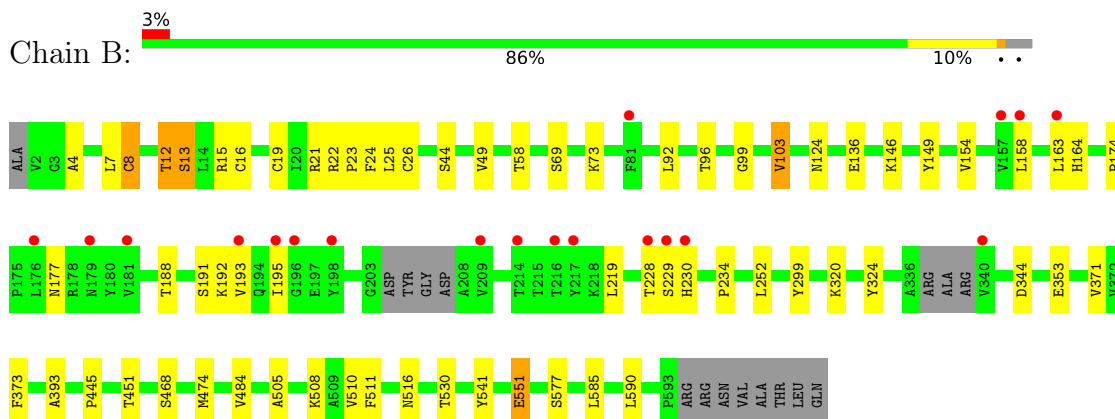 3%
Chain B:
86% 10% • •
ALA V2 G3 A4 L7 C8 T12 S13 L14 R15 C16 C19 I20 R21 R22 P23 F24 L25 C26 S44 V49 T58 S69 K73 F81 L92 T96 G99 V103 N124 E136 K146 Y149 V154 V157 L158 L163 H164
P175 L176 N177 R178 N179 Y180 V181 T188 S191 K192 V193 Q194 I195 G196 E197 Y198 G203 ASP TYR GLY ASP A208 V209 T214 T215 T216 Y217 K218 L219 T228 S229 H230 P234 L252 Y299 K320 Y324 A336 ARG ALA ARG V340 D344 E353 V371
F373 A393 P445 T451 S468 M474 V484 A505 K508 A509 V510 F511 N516 T530 Y541 E551 S577 L585 L590 P593 ARG ARG ASN VAL ALA THR LEU GLN